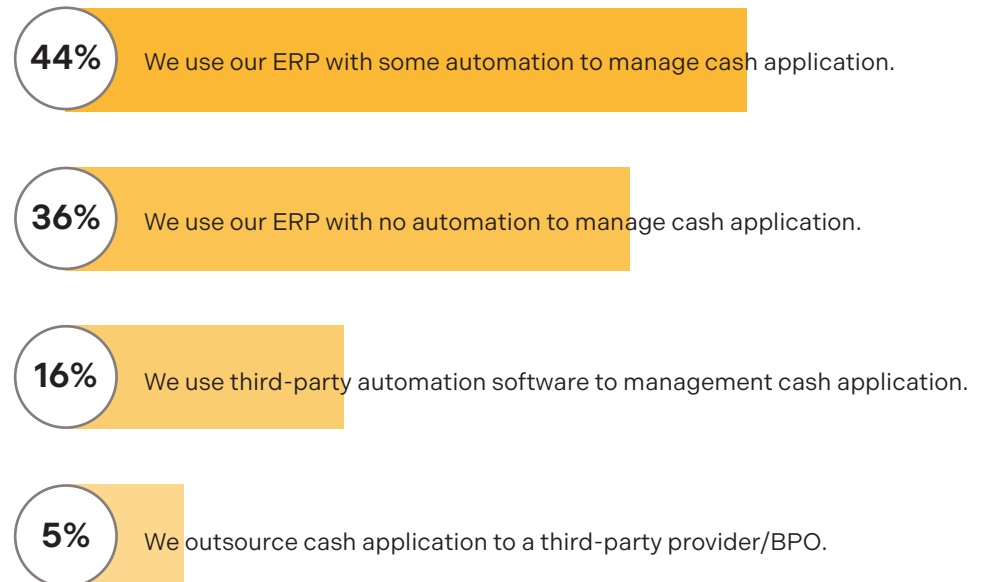 44% We use our ERP with some automation to manage cash application.
36% We use our ERP with no automation to manage cash application.
16% We use third-party automation software to management cash application.
5% We outsource cash application to a third-party provider/BPO.